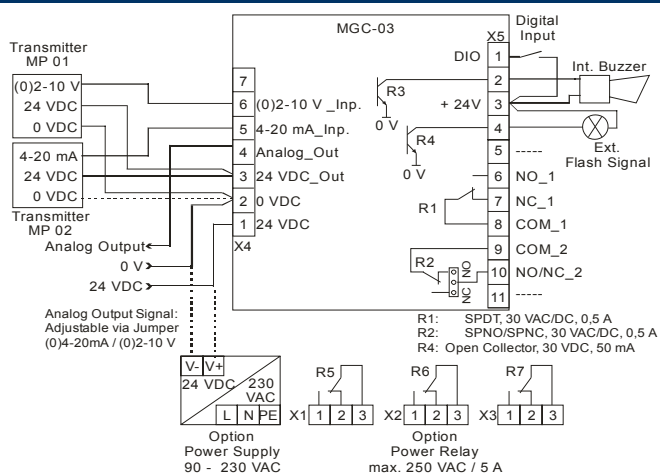 MGC-03
Digital
Input
X5
DIO
1
Int. Buzzer
2
+ 24V
3
4
Ext.
Flash Signal
5
-----
6
NO_1
7
NC_1
8
COM_1
9
COM_2
10
NO/NC_2
11
-----
R3
0 V
R4
0 V
R1
R2
NO
NC
Transmitter
MP 01
(0)2-10 V
24 VDC
0 VDC
4-20 mA
24 VDC
0 VDC
Transmitter
MP 02
7
6
(0)2-10 V_Inp.
5
4-20 mA_Inp.
4
Analog_Out
3
24 VDC_Out
2
0 VDC
1
24 VDC
X4
Analog Output
0 V
24 VDC
Analog Output Signal:
Adjustable via Jumper
(0)4-20mA / (0)2-10 V
R1: SPDT, 30 VAC/DC, 0,5 A
R2: SPNO/SPNC, 30 VAC/DC, 0,5 A
R4: Open Collector, 30 VDC, 50 mA
V- V+
24 VDC
230
VAC
L N PE
Option
Power Supply
90 - 230 VAC
R5
X1 1 2 3
R6
X2 1 2 3
R7
X3 1 2 3
Option
Power Relay
max. 250 VAC / 5 A